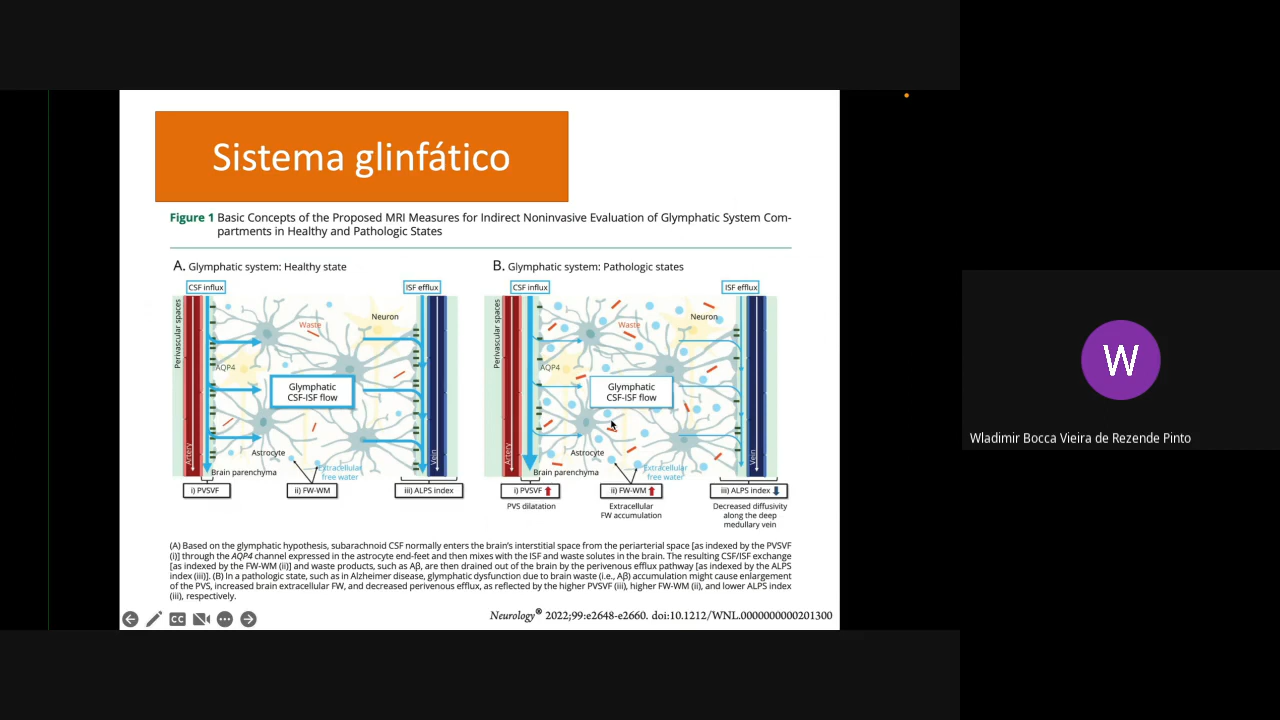 Sistema glinfático
Figure 1 Basic Concepts of the Proposed MRI Measures for Indirect Noninvasive Evaluation of Glymphatic System Com-
partments in Healthy and Pathologic States
A. Glymphatic system: Healthy state
CSF influx
ISF efflux
Perivascular spaces
Waste
Neuron
AQP4
Glymphatic
CSF-ISF flow
Artery
Vein
Astrocyte
Extracellular
free water
Brain parenchyma
i) PVSVF
ii) FW-WM
iii) ALPS index
B. Glymphatic system: Pathologic states
CSF influx
ISF efflux
Perivascular spaces
Waste
Neuron
AQP4
Glymphatic
CSF-ISF flow
Artery
Vein
Astrocyte
Extracellular
free water
Brain parenchyma
i) PVSVF
ii) FW-WM
iii) ALPS index
PVS dilatation
Extracellular
FW accumulation
Decreased diffusivity
along the deep
medullary vein
(A) Based on the glymphatic hypothesis, subarachnoid CSF normally enters the brain's interstitial space from the periarterial space [as indexed by the PVSVF
(i)] through the AQP4 channel expressed in the astrocyte end-feet and then mixes with the ISF and waste solutes in the brain. The resulting CSF/ISF exchange
[as indexed by the FW-WM (ii)] and waste products, such as Aβ, are then drained out of the brain by the perivenous efflux pathway [as indexed by the ALPS
index (iii)]. (B) In a pathologic state, such as in Alzheimer disease, glymphatic dysfunction due to brain waste (i.e., Aβ) accumulation might cause enlargement
of the PVS, increased brain extracellular FW, and decreased perivenous efflux, as reflected by the higher PVSVF (iii), higher FW-WM (ii), and lower ALPS index
(iii), respectively.
Neurology® 2022;99:e2648-e2660. doi:10.1212/WNL.0000000000201300
CC
W
Wladimir Bocca Vieira de Rezende Pinto